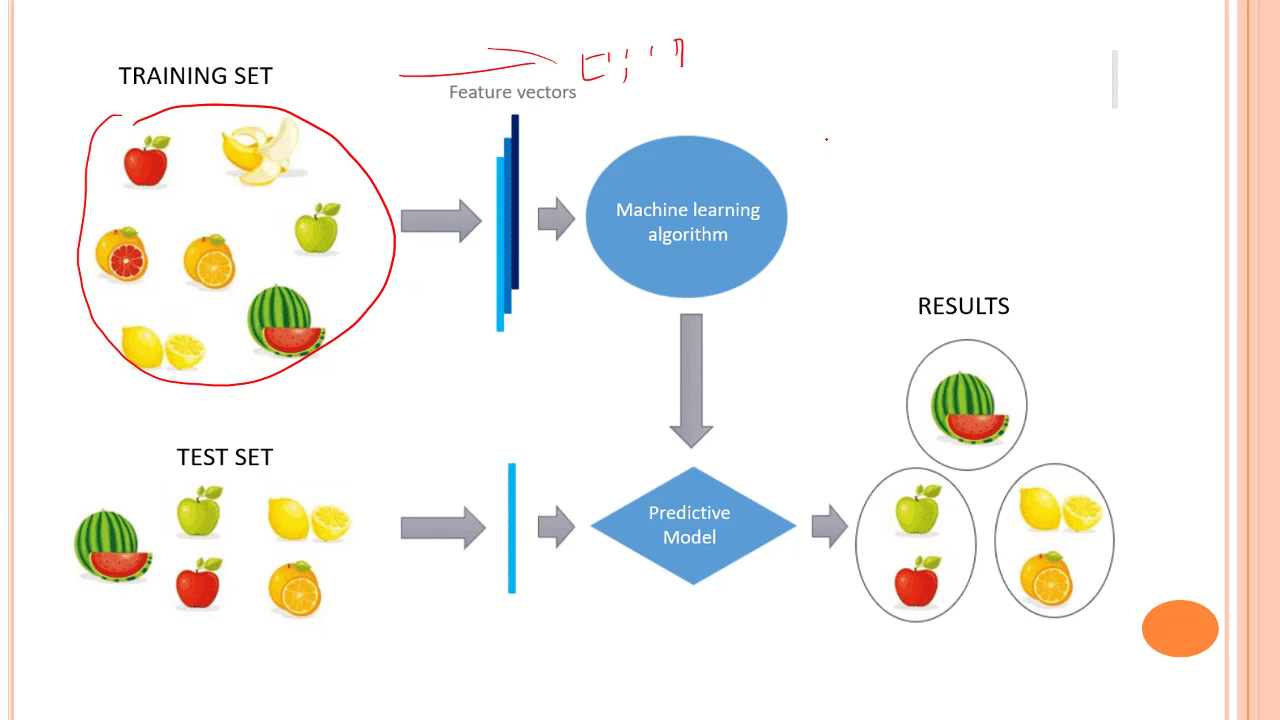 TRAINING SET
Feature vectors
Machine learning
algorithm
RESULTS
TEST SET
Predictive
Model